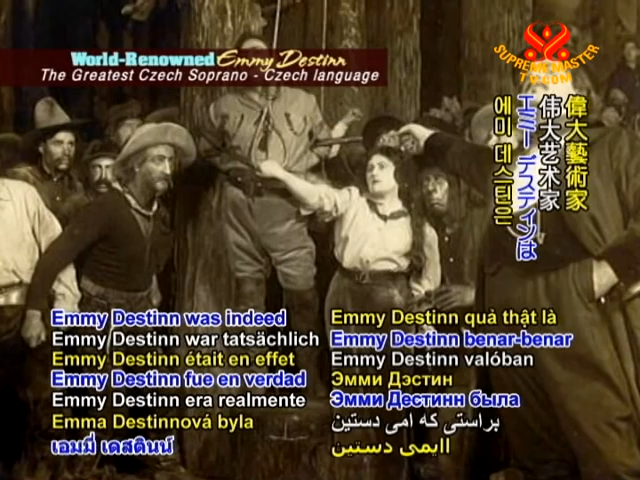 World-Renowned Emmy Destinn
The Greatest Czech Soprano - Czech language
SUPREME MASTER
TV.COM
偉大藝術家
伟大艺术家
エミー デスティンは
에미 데스틴은
Emmy Destinn was indeed
Emmy Destinn war tatsächlich
Emmy Destinn était en effet
Emmy Destinn fue en verdad
Emmy Destinn era realmente
Emma Destinnová byla
เอมมี่ เดสตินน์
Emmy Destinn quả thật là
Emmy Destinn benar-benar
Emmy Destinn valóban
Эмми Дэстин
Эмми Дестинн была
براستی که امی دستین
اايمی دستين